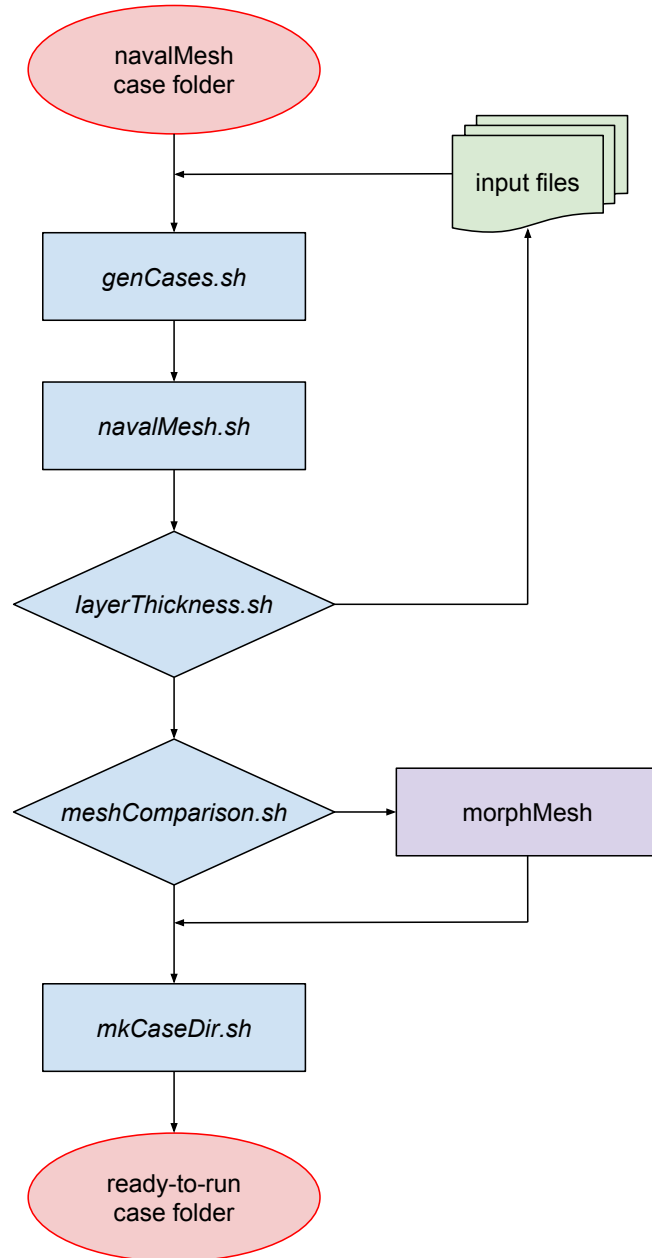 navalMesh
case folder
input files
genCases.sh
navalMesh.sh
layerThickness.sh
meshComparison.sh
morphMesh
mkCaseDir.sh
ready-to-run
case folder